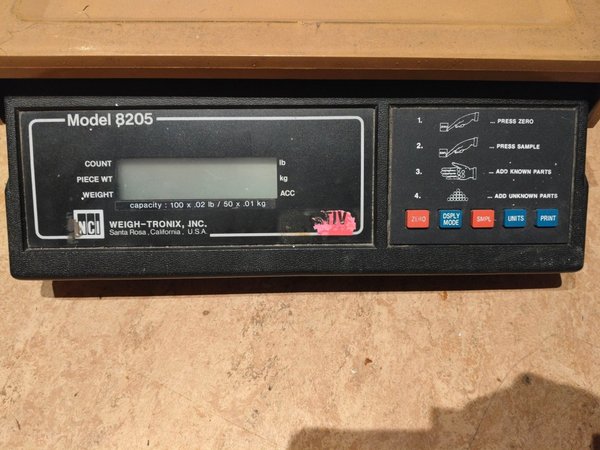 Model 8205
COUNT
lb
PIECE WT
kg
WEIGHT
ACC
capacity : 100 x .02 lb / 50 x .01 kg
NCI
WEIGH-TRONIX, INC.
Santa Rosa, California, U.S.A.
1. ... PRESS ZERO
2. ... PRESS SAMPLE
3. ... ADD KNOWN PARTS
4. ... ADD UNKNOWN PARTS
ZERO
DSPLY MODE
SMPL
UNITS
PRINT